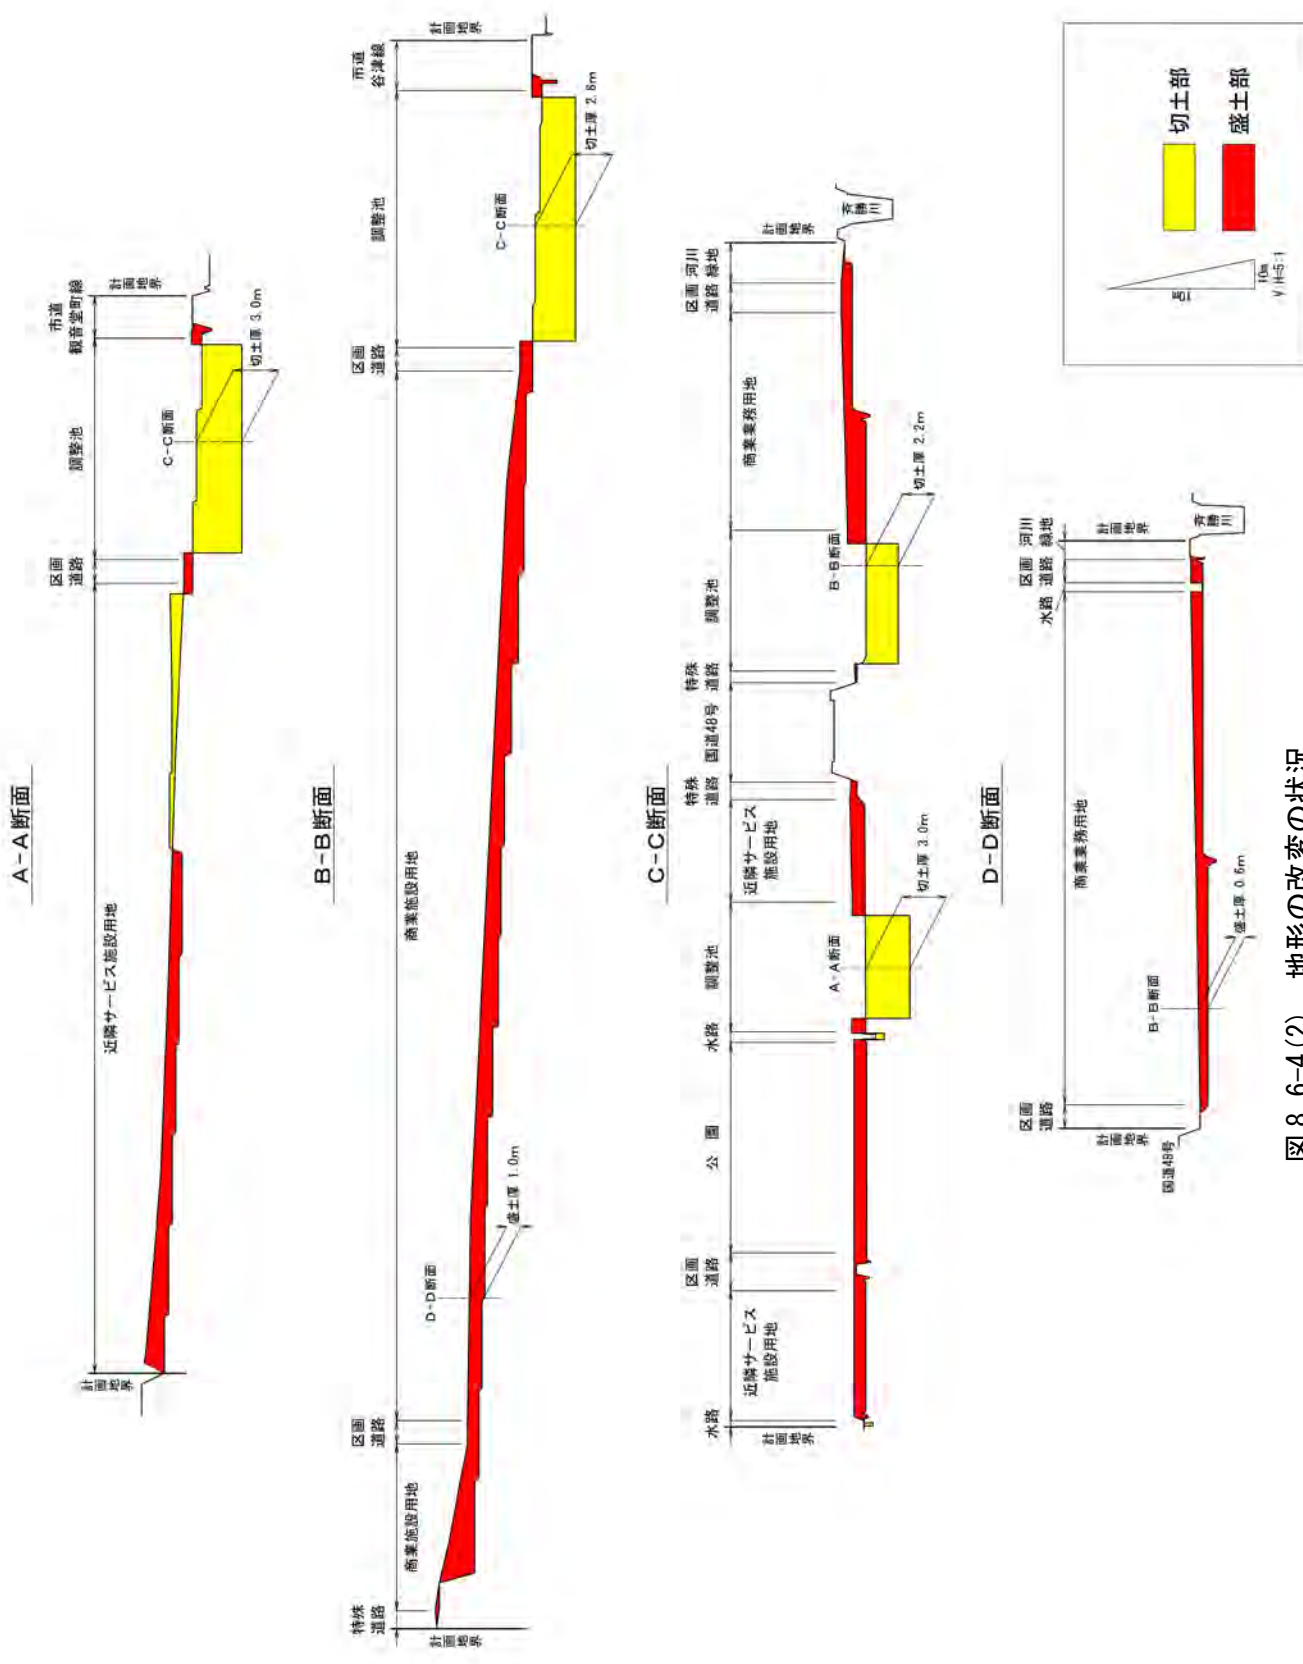 A-A断面
計画地界
近隣サービス施設用地
区画
道路
調整池
市道
観音堂町線
計画地界
C-C断面
切土厚 3.0m
B-B断面
特殊
道路
計画地界
商業施設用地
区画
道路
商業施設用地
区画
道路
調整池
市道
谷津線
計画地界
D-D断面
盛土厚 1.0m
C-C断面
切土厚 2.8m
C-C断面
水路
計画地界
近隣サービス
施設用地
区画
道路
公園
水路
調整池
近隣サービス
施設用地
特殊
道路
国道48号
特殊
道路
調整池
商業業務用地
区画
道路
河川
緑地
計画地界
斉勝川
A-A断面
切土厚 3.0m
B-B断面
切土厚 2.2m
D-D断面
国道48号
計画地界
区画
道路
商業業務用地
水路
区画
道路
河川
緑地
計画地界
斉勝川
B-B断面
盛土厚 0.6m
10m
V:H=5:1
切土部
盛土部
図 8.6-4(2) 地形の改変の状況